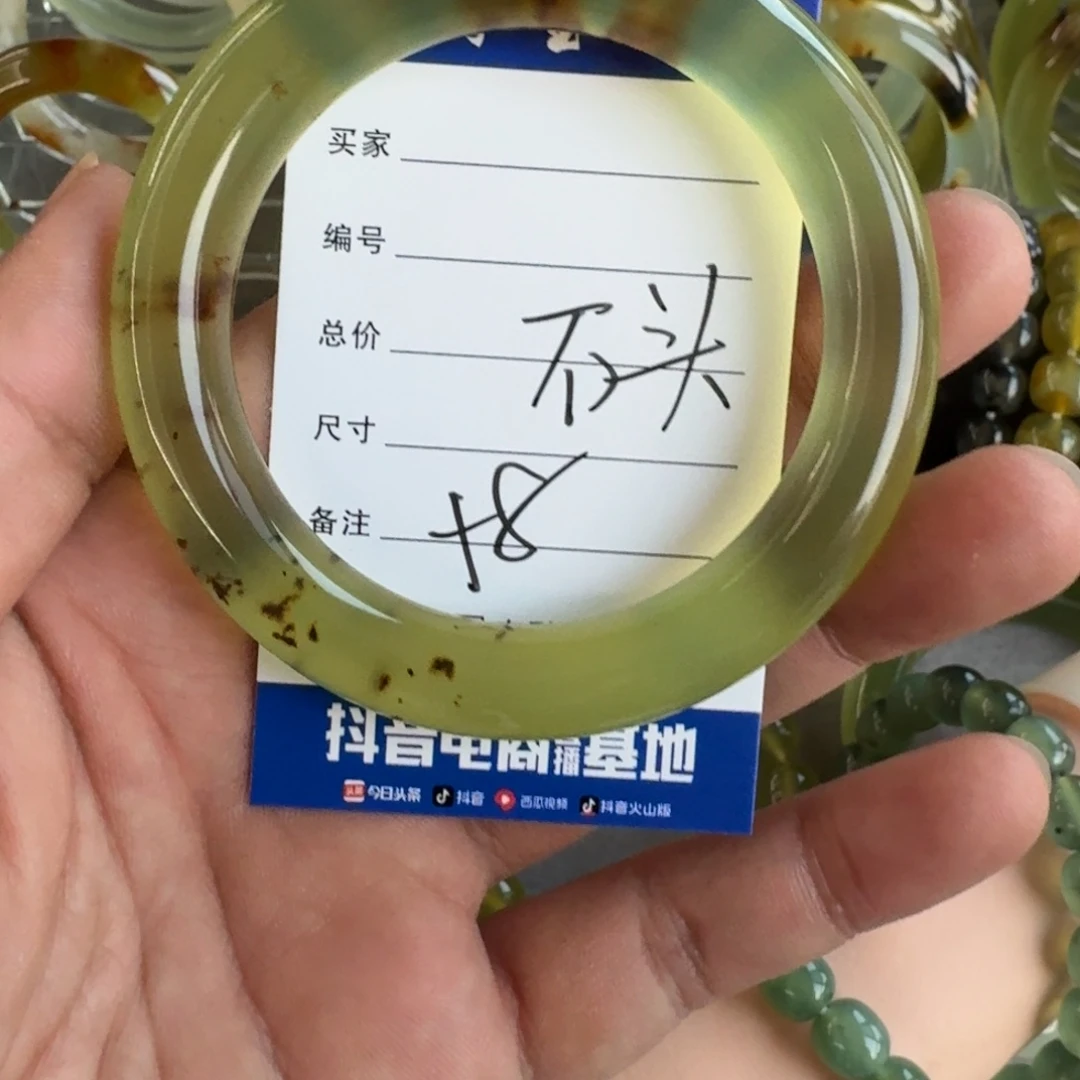 买家
编号
总价
石头
尺寸
备注 +8
抖音电商直播基地
今日头条 抖音 西瓜视频 抖音火山版